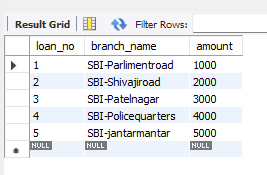 Result Grid Filter Rows:
loan_no branch_name amount
1 SBI-Parlimentroad 1000
2 SBI-Shivajiroad 2000
3 SBI-Patelnagar 3000
4 SBI-Policequarters 4000
5 SBI-jantarmantar 5000
NULL NULL NULL